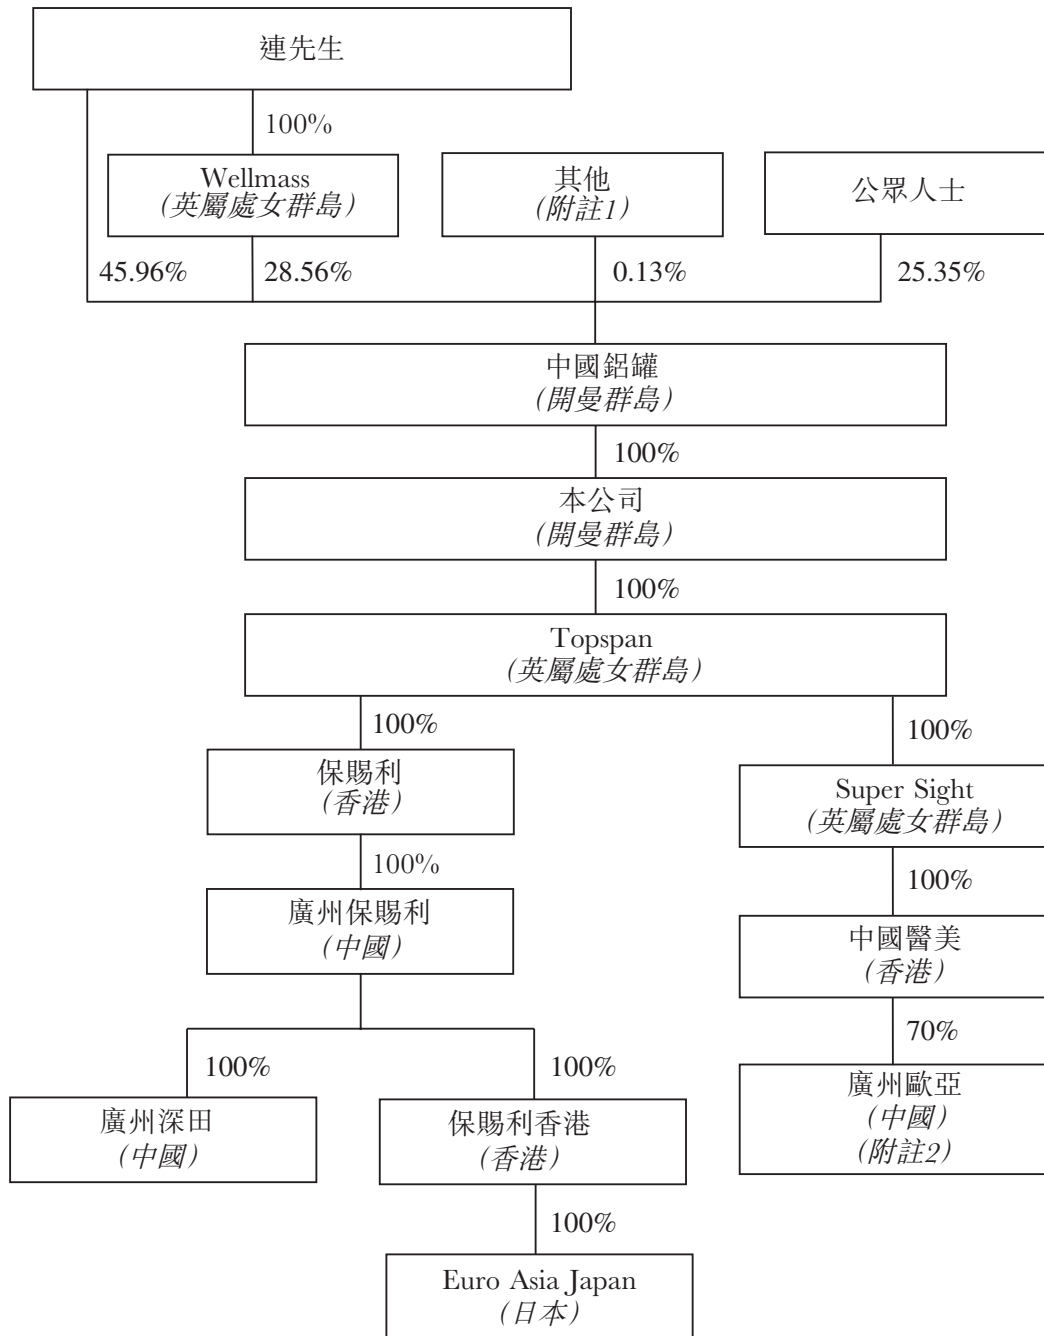 連先生
100%
Wellmass
(英屬處女群島)
其他
(附註1)
公眾人士
45.96%
28.56%
0.13%
25.35%
中國鋁罐
(開曼群島)
100%
本公司
(開曼群島)
100%
Topspan
(英屬處女群島)
100%
100%
保賜利
(香港)
Super Sight
(英屬處女群島)
100%
100%
廣州保賜利
(中國)
中國醫美
(香港)
100%
100%
70%
廣州深田
(中國)
保賜利香港
(香港)
廣州歐亞
(中國)
(附註2)
100%
Euro Asia Japan
(日本)